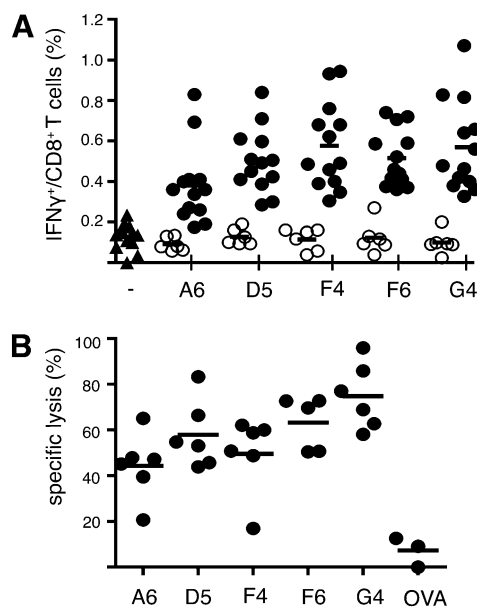 A
IFNγ⁺/CD8⁺ T cells (%)
1.2
1.0
0.8
0.6
0.4
0.2
- A6 D5 F4 F6 G4
B
specific lysis (%)
100
80
60
40
20
A6 D5 F4 F6 G4 OVA